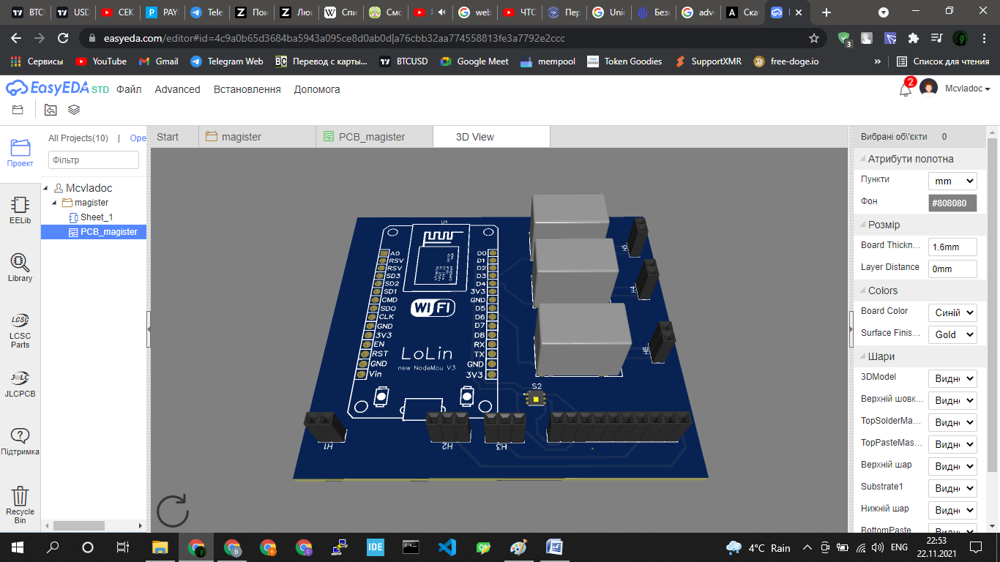 BTC
USD
СЕК
PAY
Tele
Пои
Лю
Спи
Смо
web
ЧТС
Пер
Unic
Без
adv
Ска
easyeda.com/editor#id=4c9a0b65d3684ba5943a095ce8d0ab0d|a76cbb32aa774558813fe3a7792e2ccc
3
Сервисы
YouTube
Gmail
Telegram Web
BC Перевод с карты...
BTCUSD
Google Meet
mempool
Token Goodies
SupportXMR
free-doge.io
»
Список для чтения
EasyEDA STD
Файл
Advanced
Встановлення
Допомога
2
Mcvladoc
All Projects(10) | Ope
Start
magister
PCB_magister
3D View
Вибрані об\'єкти 0
Проект
Фільтр
Атрибути полотна
Mcvladoc
magister
Sheet_1
PCB_magister
EELib
Library
LCSC
LCSC
Parts
JLC
JLCPCB
Підтримка
Recycle
Bin
Пункти mm
Фон #808080
Розмір
Board Thickn... 1.6mm
Layer Distance 0mm
Colors
Board Color Синій
Surface Finis... Gold
Шари
3DModel Видн
Верхній шовк... Видн
TopSolderMa... Видн
TopPasteMas... Видн
Верхній шар Видн
Substrate1 Видн
Нижній шар Видн
BottomPaste Видн
U1
A0
RSV
RSV
SD3
SD2
SD1
CMD
SDO
CLK
GND
3V3
EN
RST
GND
Vin
D0
D1
D2
D3
D4
3V3
GND
D5
D6
D7
D8
RX
TX
GND
3V3
WiFi
LoLin
new NodeMcu V3
H5
H4
H6
S2
H1
H2
H3
IDE
4°C Rain
ENG
22:53
22.11.2021